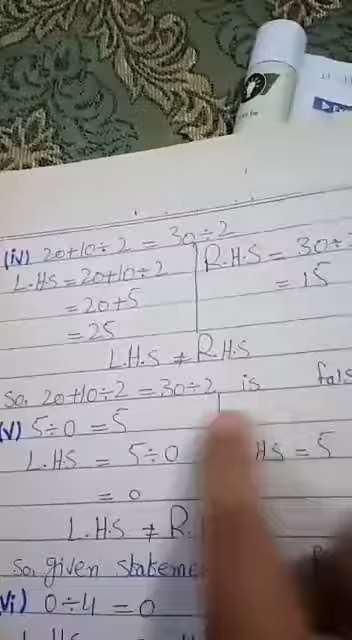 (iv) 20+10÷2 = 30÷2
L.HS = 20+10÷2 R.H.S = 30÷
= 20+5 = 15
= 25
L.H.S ≠ R.H.S
So, 20+10÷2 = 30÷2 is fals
(v) 5÷0 = 5
L.H.S = 5÷0 HS = 5
= 0
L.H.S ≠ R.
So, given stateme
(vi) 0÷4 = 0